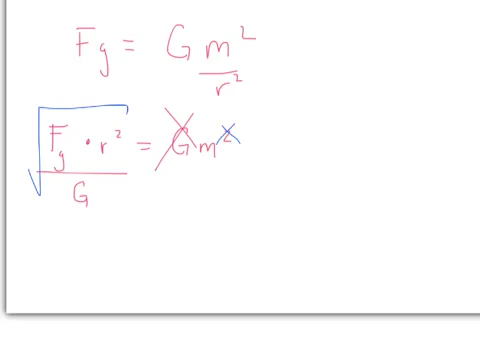 Fg = G m²
r²
√ Fg · r² = G m²
G